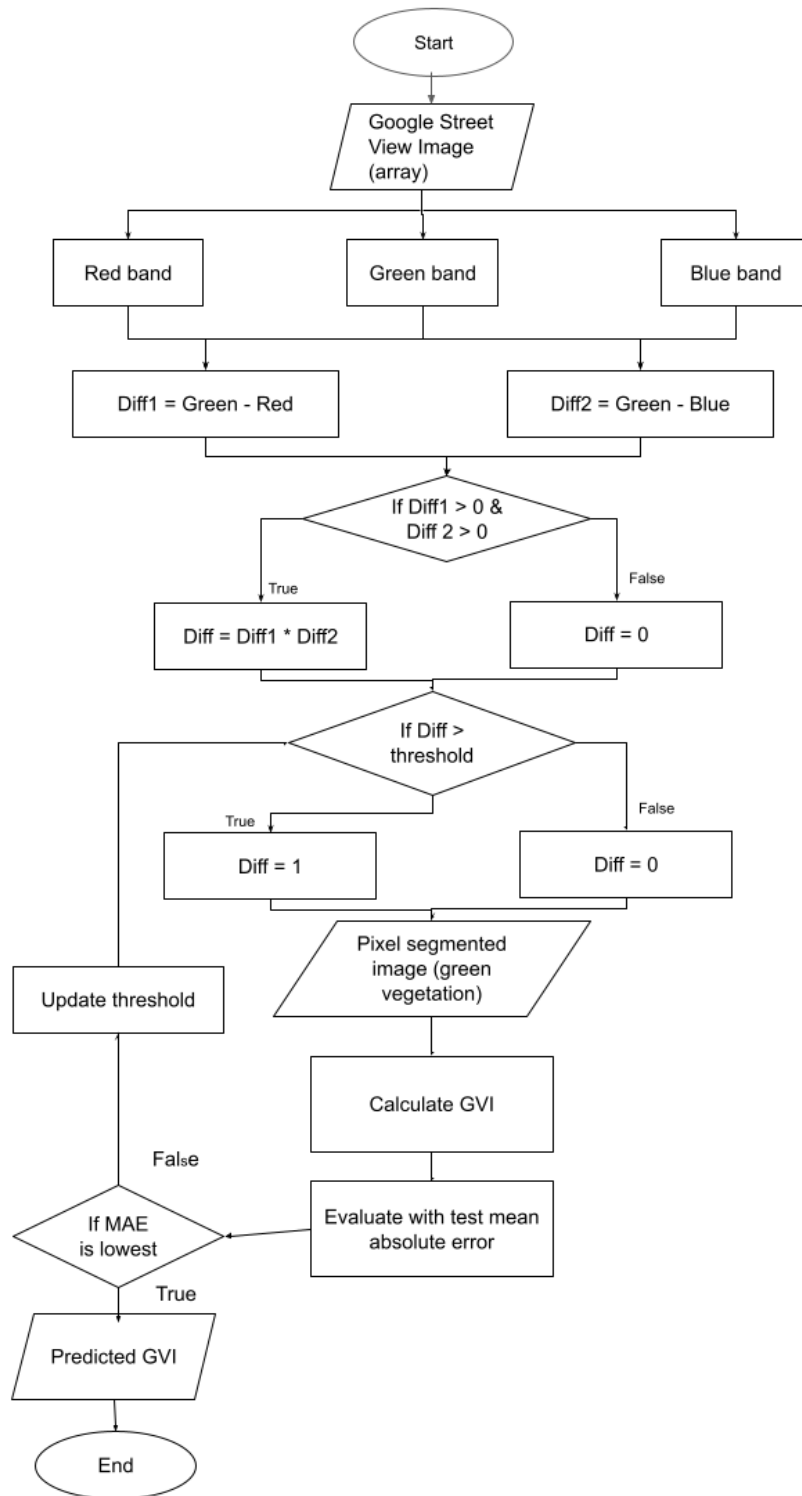 Start
Google Street
View Image
(array)
Red band
Green band
Blue band
Diff1 = Green - Red
Diff2 = Green - Blue
If Diff1 > 0 &
Diff 2 > 0
True
False
Diff = Diff1 * Diff2
Diff = 0
If Diff >
threshold
True
False
Diff = 1
Diff = 0
Pixel segmented
image (green
vegetation)
Update threshold
Calculate GVI
False
Evaluate with test mean
absolute error
If MAE
is lowest
True
Predicted GVI
End